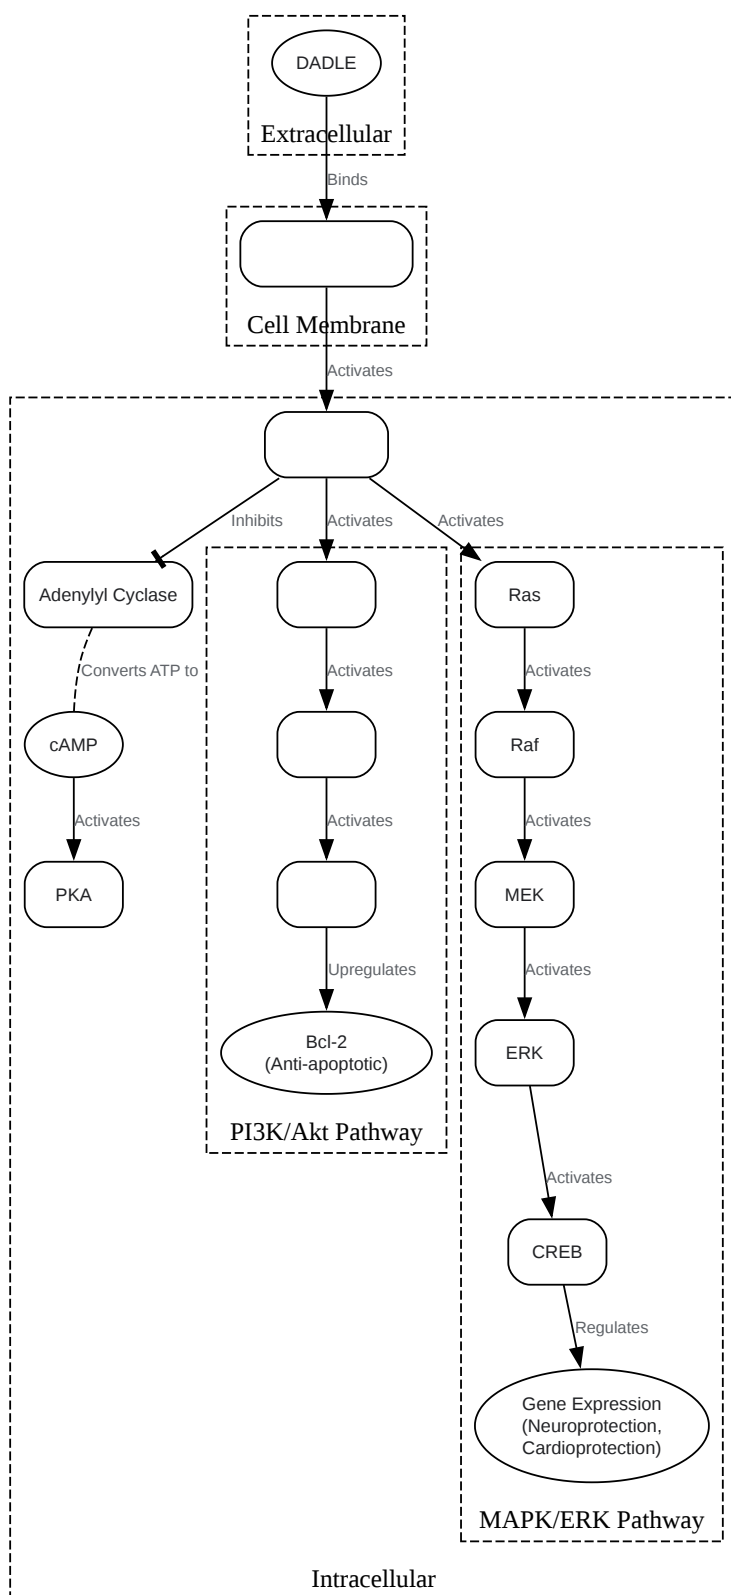 DADLE
Extracellular
Binds
Cell Membrane
Activates
Inhibits
Activates
Activates
Adenylyl Cyclase
Ras
Converts ATP to
Activates
Activates
cAMP
Raf
Activates
Activates
Activates
PKA
MEK
Upregulates
Activates
Bcl-2
(Anti-apoptotic)
ERK
PI3K/Akt Pathway
Activates
CREB
Regulates
Gene Expression
(Neuroprotection,
Cardioprotection)
MAPK/ERK Pathway
Intracellular